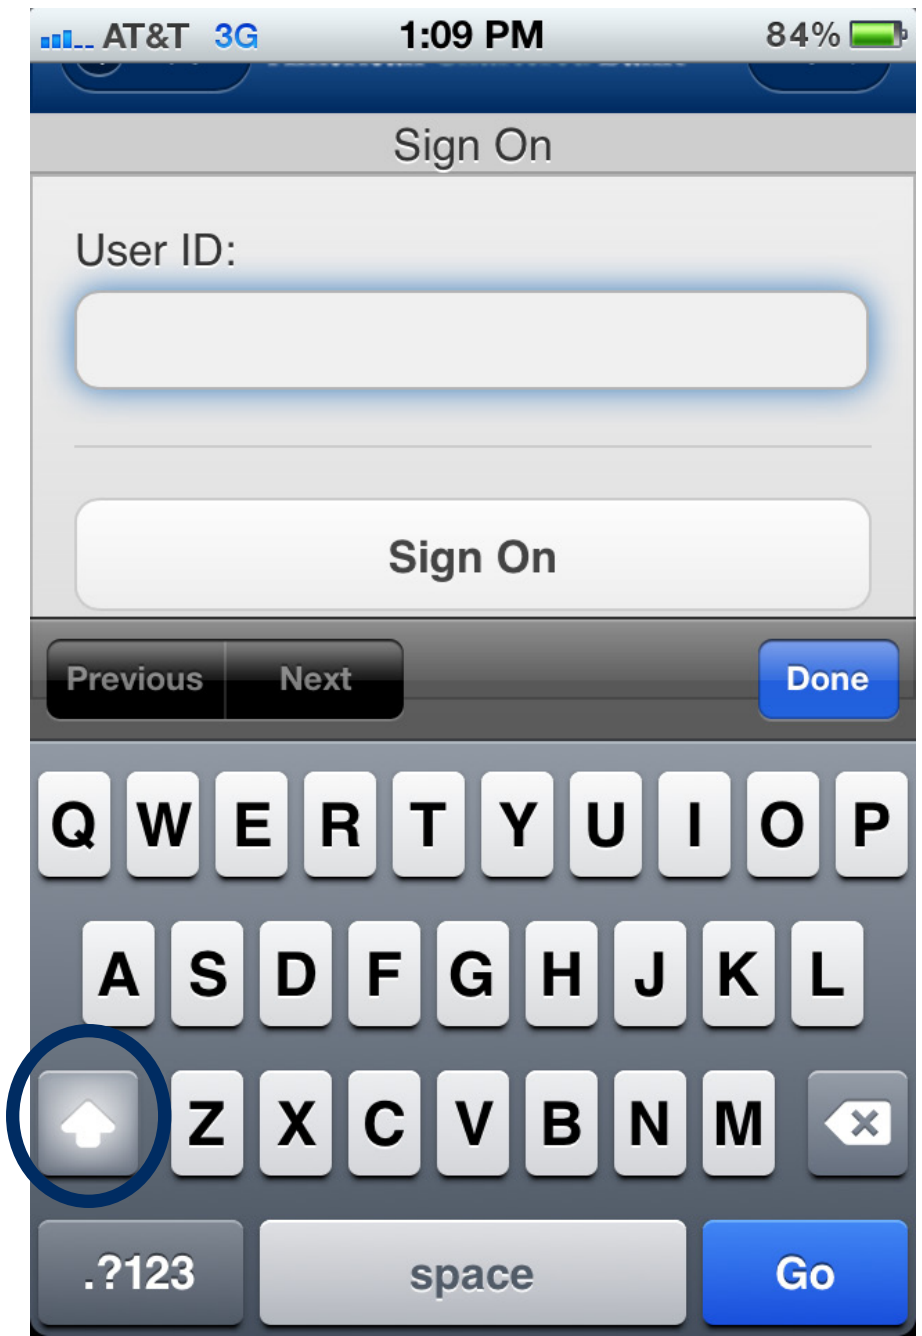 AT&T 3G 1:09 PM 84%
Sign On
User ID:
Sign On
Previous Next Done
Q W E R T Y U I O P
A S D F G H J K L
Z X C V B N M
.?123 space Go